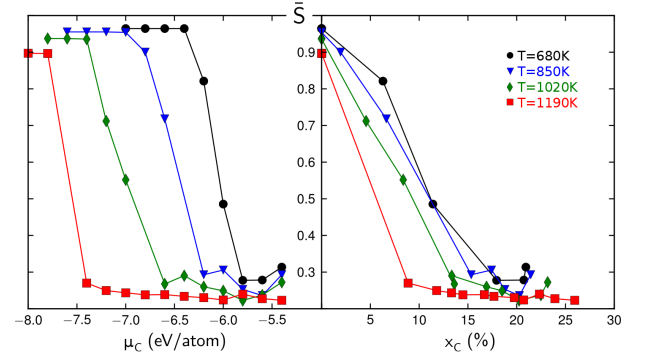 S̄
T=680K
T=850K
T=1020K
T=1190K
0.9
0.8
0.7
0.6
0.5
0.4
0.3
−8.0 −7.5 −7.0 −6.5 −6.0 −5.5
5 10 15 20 25 30
μC (eV/atom)
xC (%)